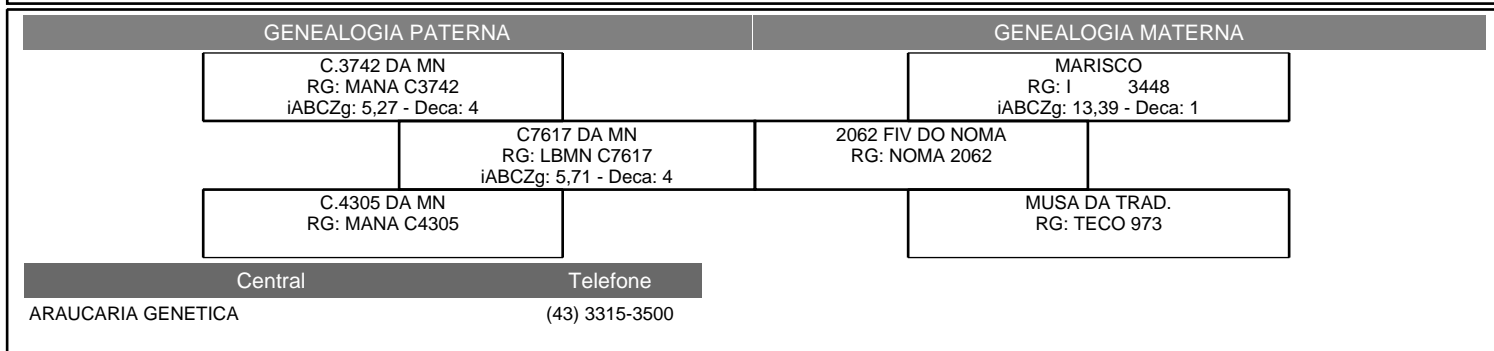 GENEALOGIA PATERNA
GENEALOGIA MATERNA
C.3742 DA MN
RG: MANA C3742
iABCZg: 5,27 - Deca: 4
MARISCO
RG: I 3448
iABCZg: 13,39 - Deca: 1
C7617 DA MN
RG: LBMN C7617
iABCZg: 5,71 - Deca: 4
2062 FIV DO NOMA
RG: NOMA 2062
C.4305 DA MN
RG: MANA C4305
MUSA DA TRAD.
RG: TECO 973
Central Telefone
ARAUCARIA GENETICA (43) 3315-3500